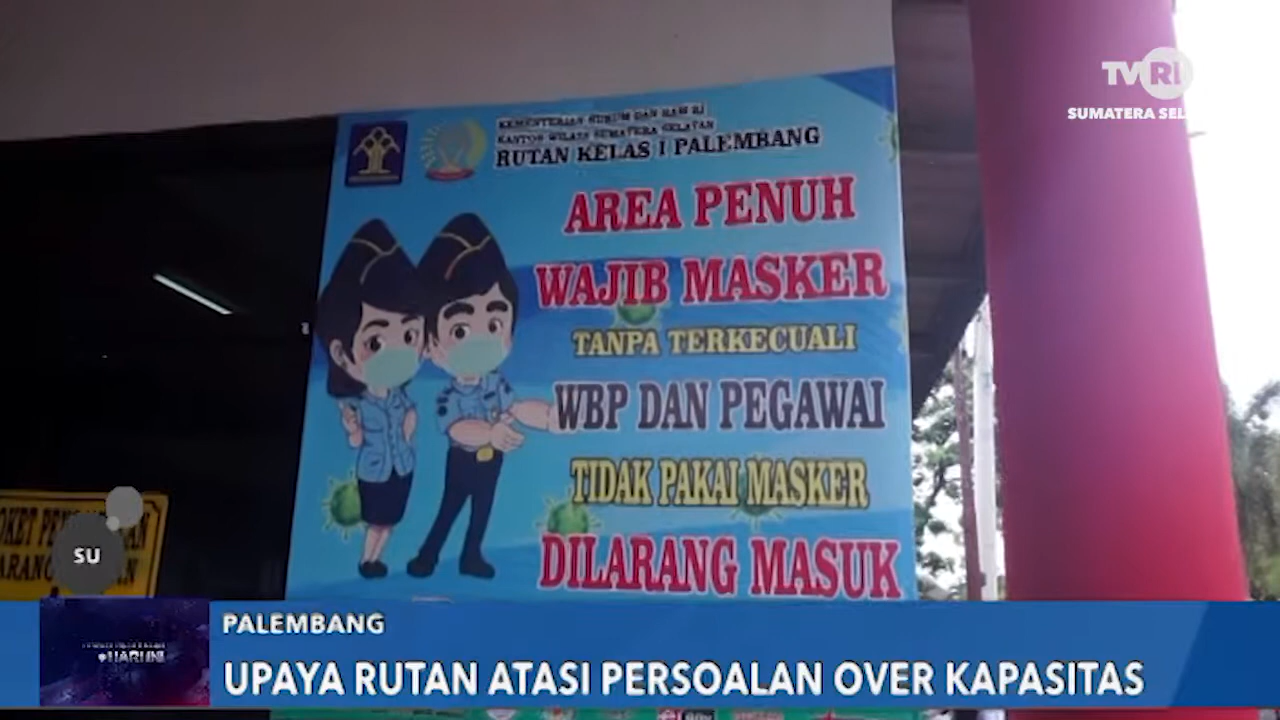 TVRI
SUMATERA SEL
KEMENTERIAN HUKUM DAN HAM RI
KANTOR WILAYAH SUMATERA SELATAN
RUTAN KELAS I PALEMBANG
AREA PENUH
WAJIB MASKER
TANPA TERKECUALI
WBP DAN PEGAWAI
TIDAK PAKAI MASKER
DILARANG MASUK
SU
PALEMBANG
UPAYA RUTAN ATASI PERSOALAN OVER KAPASITAS